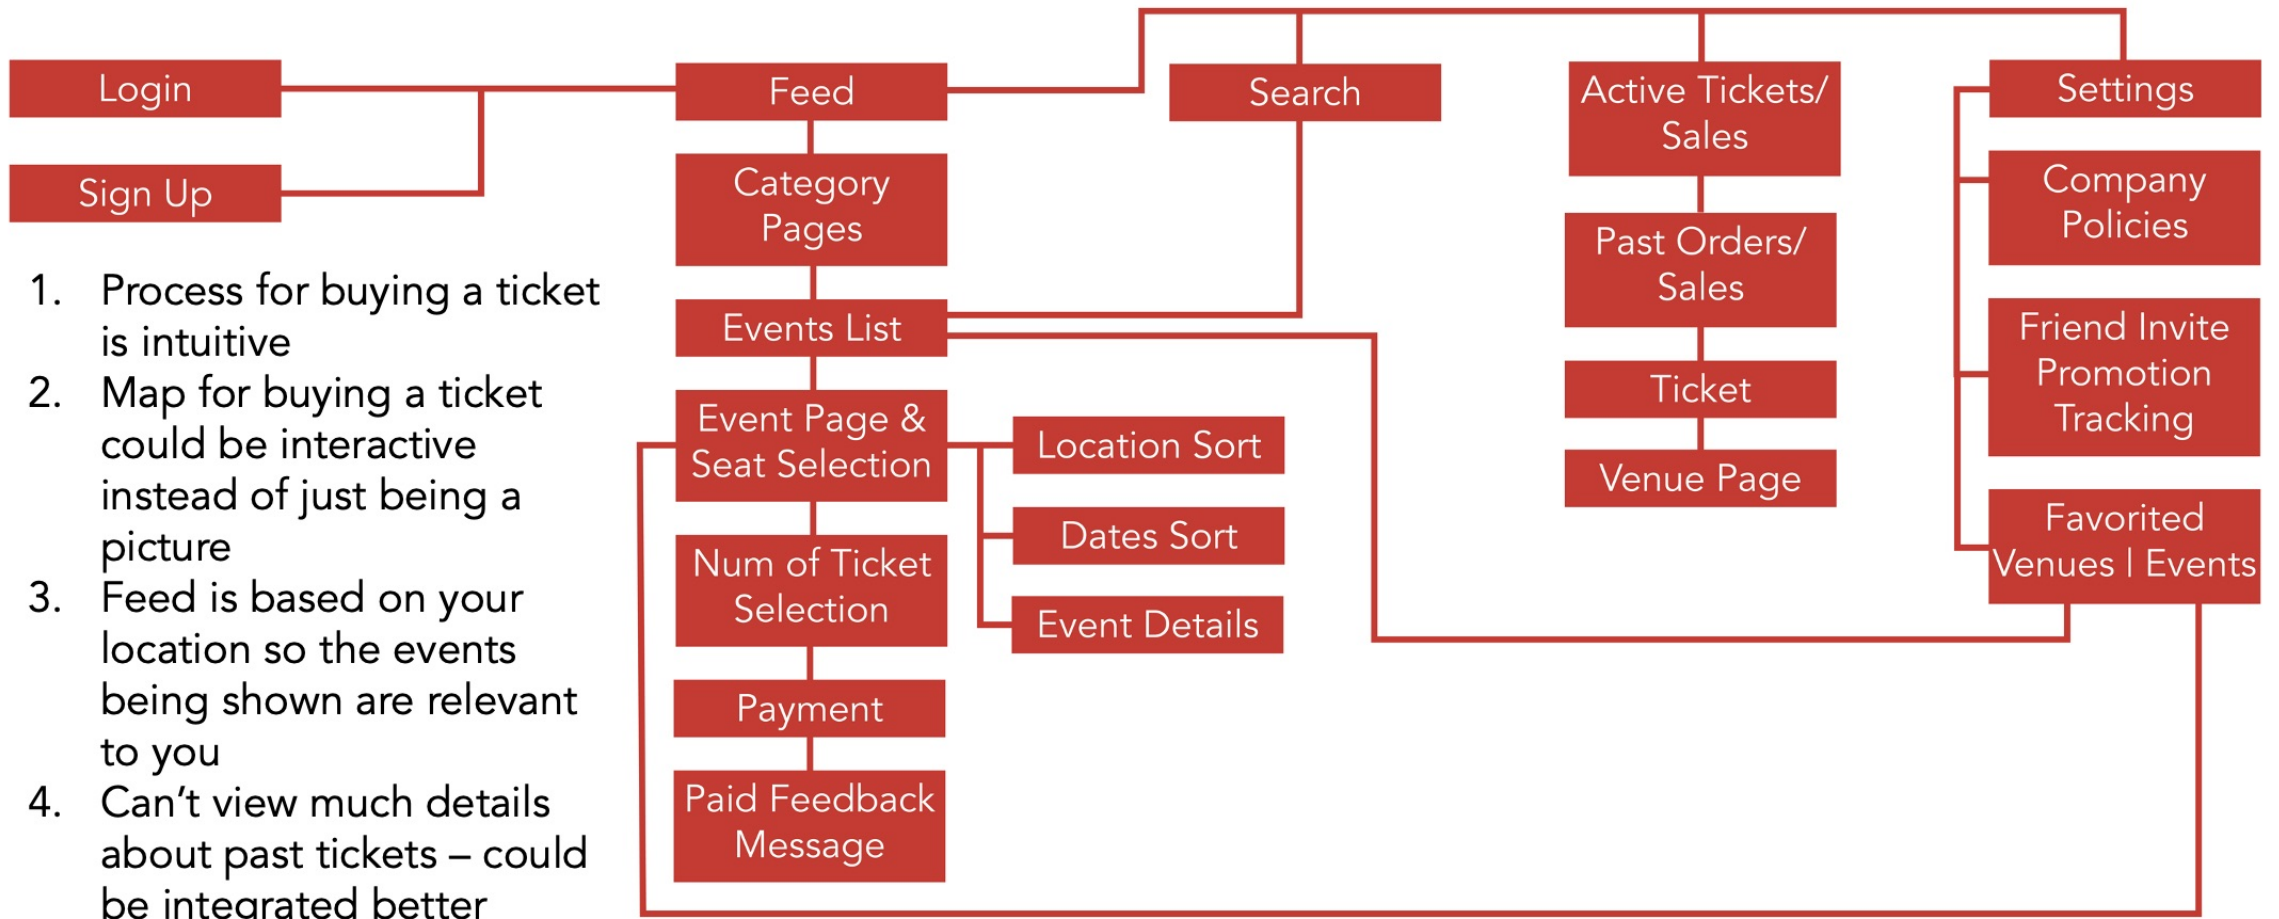 Login
Sign Up
Feed
Search
Active Tickets/
Sales
Settings
Category
Pages
Events List
Event Page &
Seat Selection
Num of Ticket
Selection
Payment
Paid Feedback
Message
Location Sort
Dates Sort
Event Details
Past Orders/
Sales
Ticket
Venue Page
Company
Policies
Friend Invite
Promotion
Tracking
Favorited
Venues | Events
1. Process for buying a ticket
is intuitive
2. Map for buying a ticket
could be interactive
instead of just being a
picture
3. Feed is based on your
location so the events
being shown are relevant
to you
4. Can't view much details
about past tickets – could
be integrated better